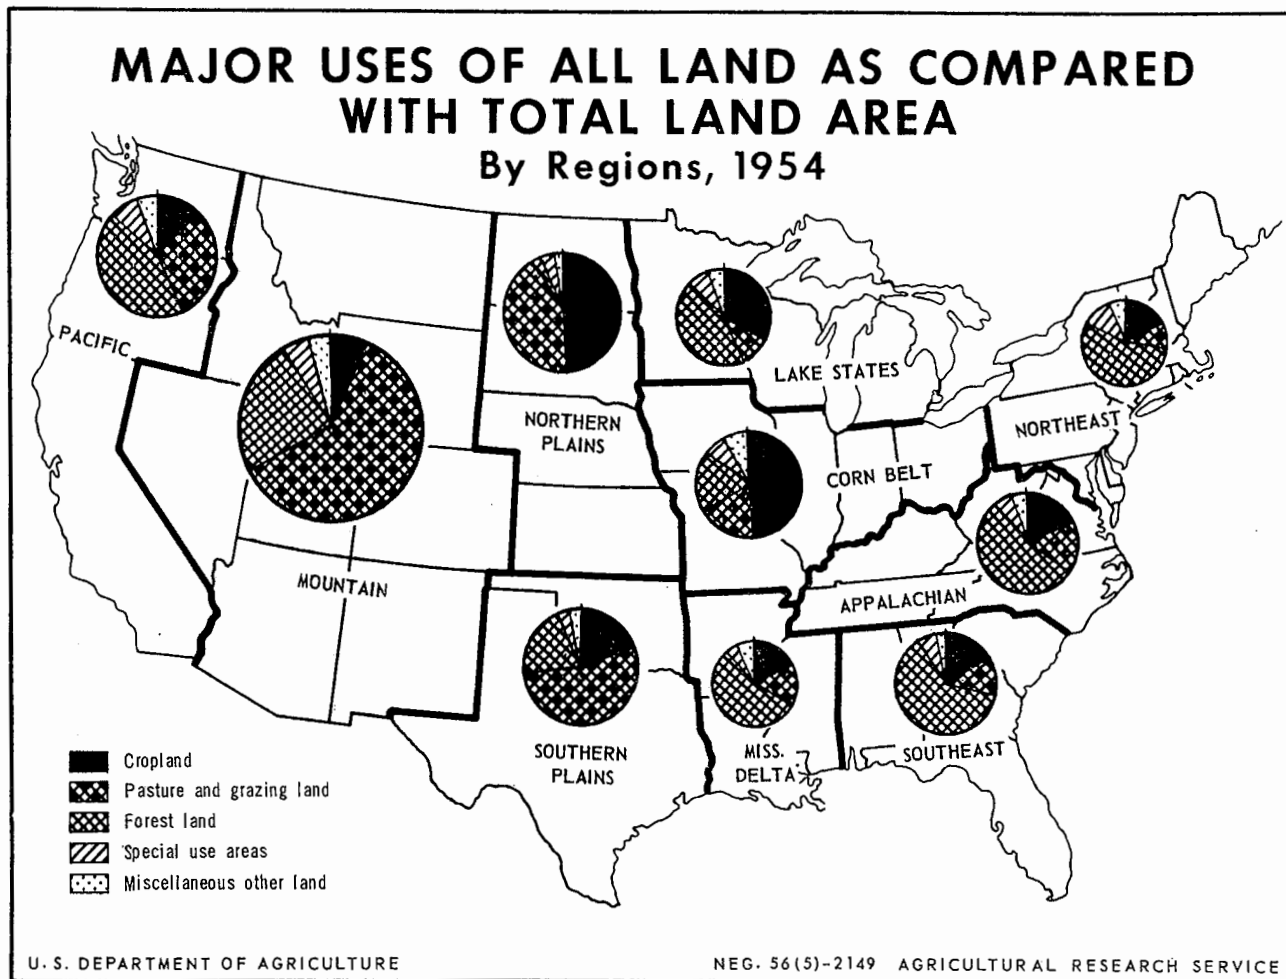 MAJOR USES OF ALL LAND AS COMPARED
WITH TOTAL LAND AREA
By Regions, 1954
PACIFIC
LAKE STATES
NORTHERN
PLAINS
NORTHEAST
CORN BELT
MOUNTAIN
APPALACHIAN
SOUTHERN
PLAINS
MISS.
DELTA
SOUTHEAST
Cropland
Pasture and grazing land
Forest land
Special use areas
Miscellaneous other land
U. S. DEPARTMENT OF AGRICULTURE
NEG. 56(5)-2149 AGRICULTURAL RESEARCH SERVICE